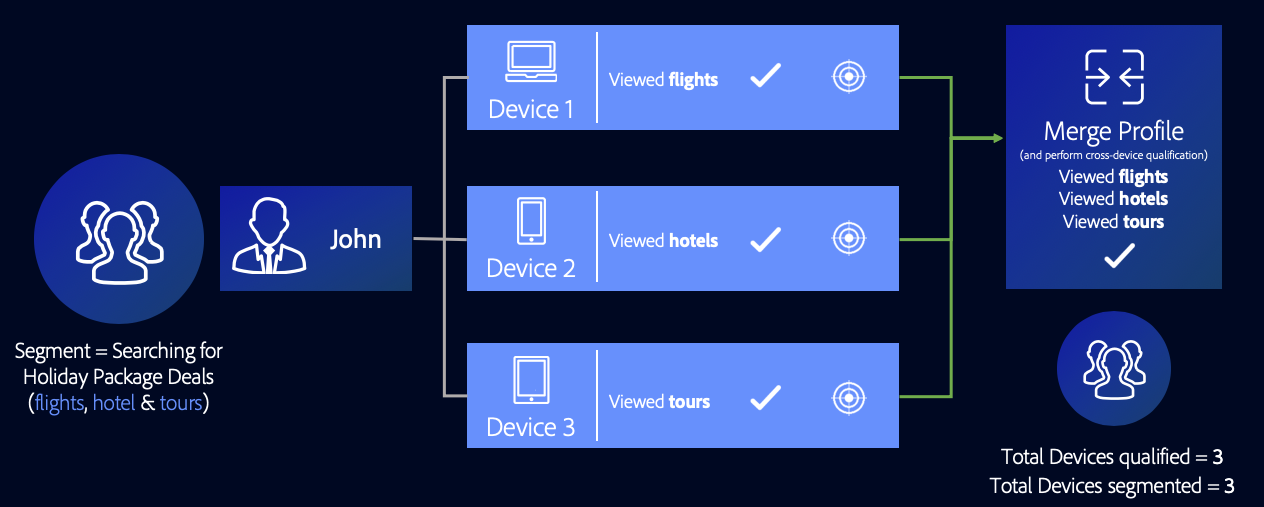 Segment = Searching for
Holiday Package Deals
(flights, hotel & tours)
John
Device 1
Viewed flights
Device 2
Viewed hotels
Device 3
Viewed tours
Merge Profile
(and perform cross-device qualification)
Viewed flights
Viewed hotels
Viewed tours
Total Devices qualified = 3
Total Devices segmented = 3